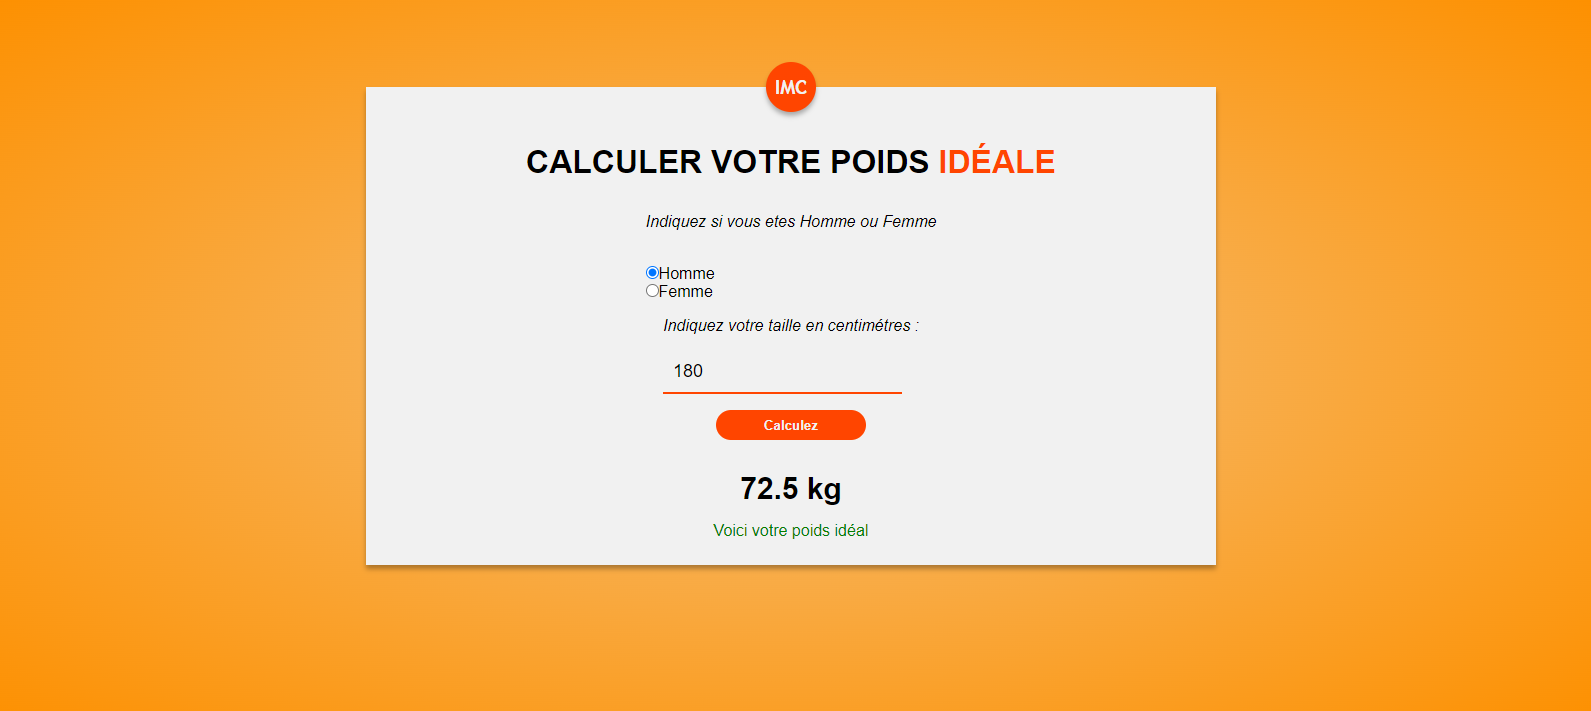 IMC
CALCULER VOTRE POIDS IDÉALE
Indiquez si vous etes Homme ou Femme
Homme
Femme
Indiquez votre taille en centimétres :
180
Calculez
72.5 kg
Voici votre poids idéal